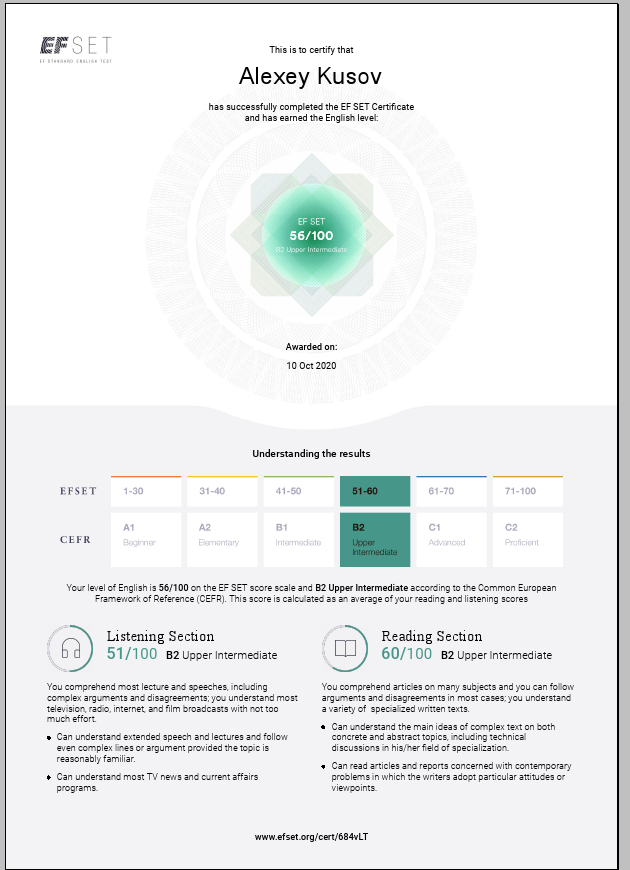 EFSET
EF STANDARD ENGLISH TEST
This is to certify that
Alexey Kusov
has successfully completed the EF SET Certificate
and has earned the English level:
EF SET
56/100
B2 Upper Intermediate
Awarded on:
10 Oct 2020
Understanding the results
EFSET 1-30 31-40 41-50 51-60 61-70 71-100
CEFR A1 Beginner A2 Elementary B1 Intermediate B2 Upper Intermediate C1 Advanced C2 Proficient
Your level of English is 56/100 on the EF SET score scale and B2 Upper Intermediate according to the Common European
Framework of Reference (CEFR). This score is calculated as an average of your reading and listening scores
Listening Section
51/100 B2 Upper Intermediate
You comprehend most lecture and speeches, including
complex arguments and disagreements; you understand most
television, radio, internet, and film broadcasts with not too
much effort.
Can understand extended speech and lectures and follow
even complex lines or argument provided the topic is
reasonably familiar.
Can understand most TV news and current affairs
programs.
Reading Section
60/100 B2 Upper Intermediate
You comprehend articles on many subjects and you can follow
arguments and disagreements in most cases; you understand
a variety of specialized written texts.
Can understand the main ideas of complex text on both
concrete and abstract topics, including technical
discussions in his/her field of specialization.
Can read articles and reports concerned with contemporary
problems in which the writers adopt particular attitudes or
viewpoints.
www.efset.org/cert/684vLT